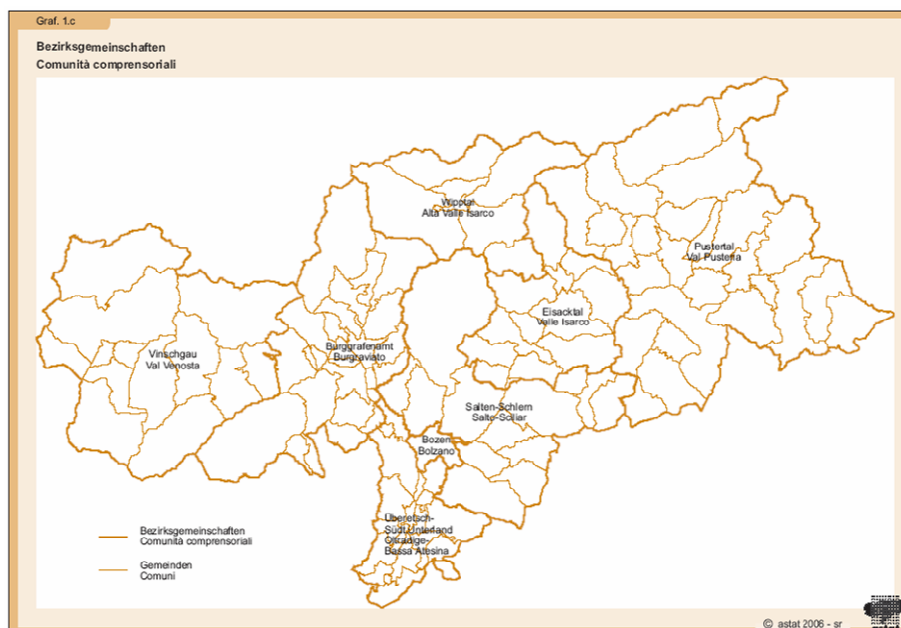 Graf. 1.c
Bezirksgemeinschaften
Comunità comprensoriali
Wipptal
Alta Valle Isarco
Pustertal
Val Pusteria
Eisacktal
Valle Isarco
Vinschgau
Val Venosta
Burggrafenamt
Burgraviato
Salten-Schlern
Salto-Sciliar
Bozen
Bolzano
Überetsch-
Südt.Unterland
Oltradige-
Bassa Atesina
Bezirksgemeinschaften
Comunità comprensoriali
Gemeinden
Comuni
© astat 2006 - sr
astat